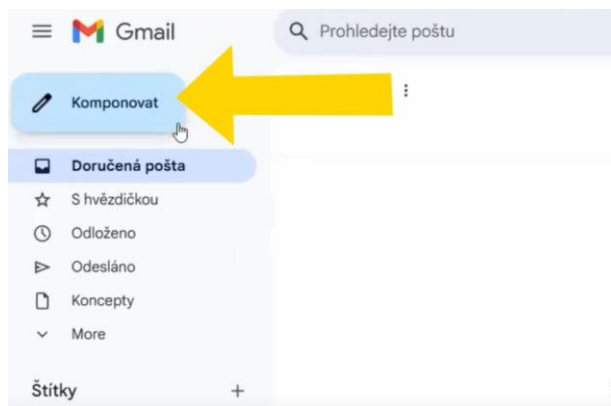 Gmail
Prohledejte poštu
Komponovat
Doručená pošta
S hvězdičkou
Odloženo
Odesláno
Koncepty
More
Štítky